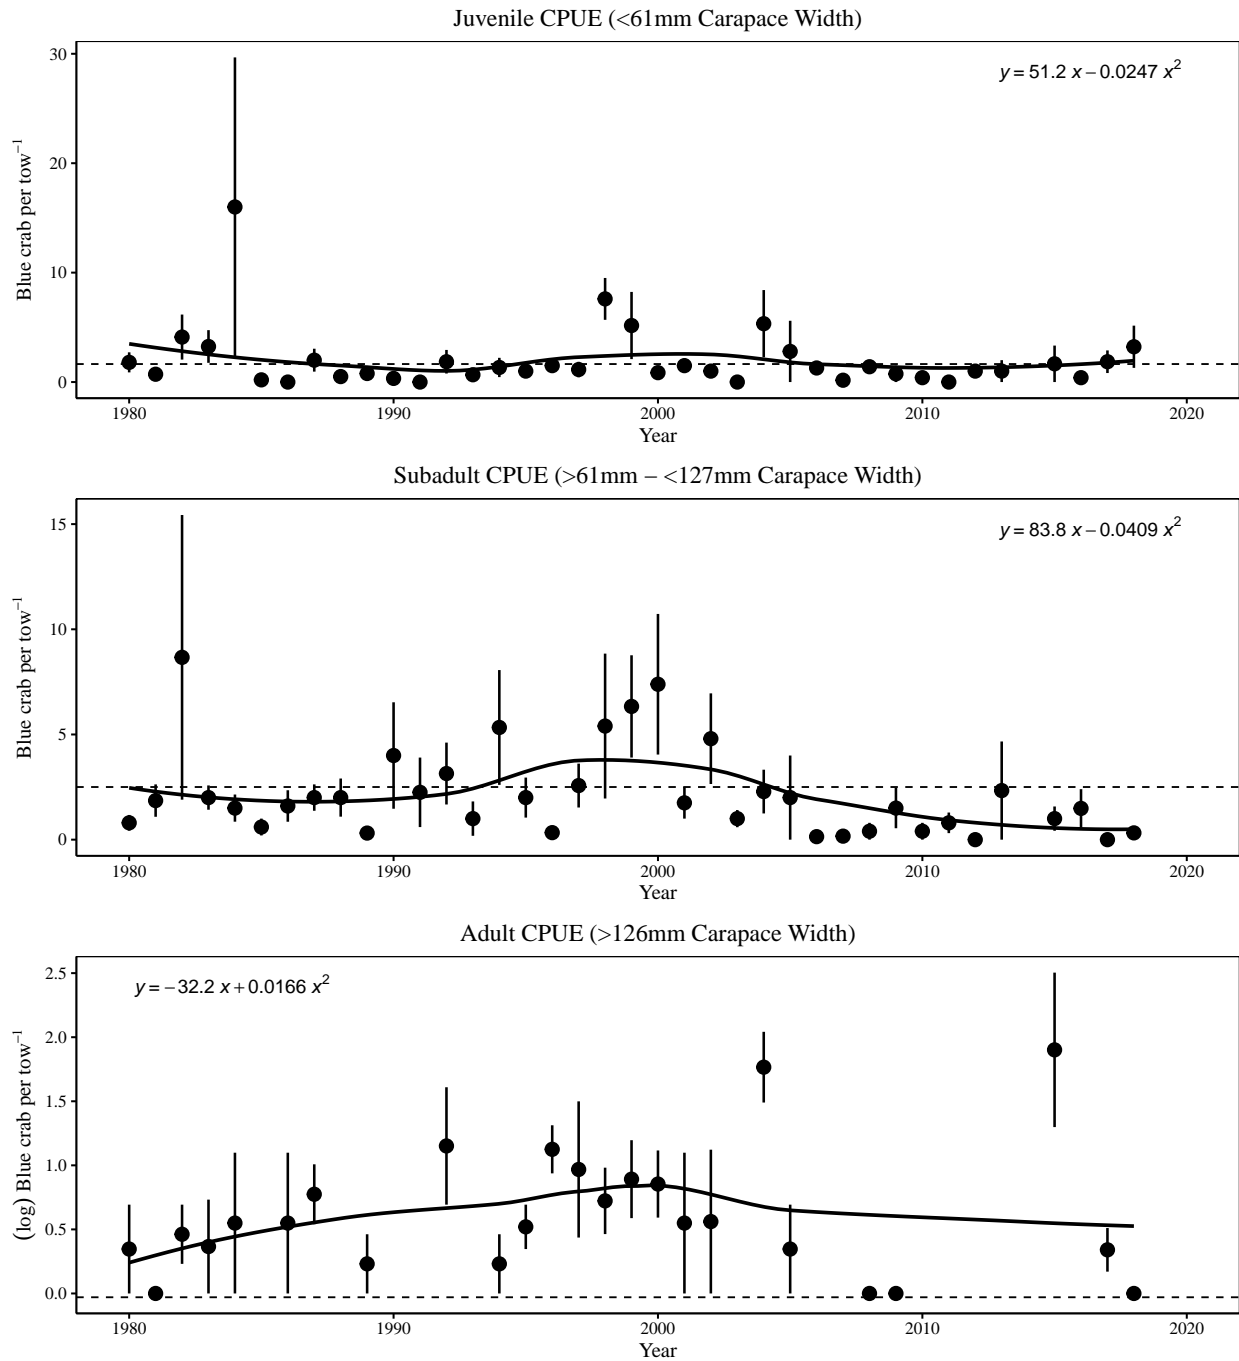 Juvenile CPUE (<61mm Carapace Width)
y = 51.2 x − 0.0247 x²
30
20
10
0
Blue crab per tow⁻¹
1980 1990 2000 2010 2020
Year
Subadult CPUE (>61mm − <127mm Carapace Width)
y = 83.8 x − 0.0409 x²
15
10
5
0
Blue crab per tow⁻¹
1980 1990 2000 2010 2020
Year
Adult CPUE (>126mm Carapace Width)
y = −32.2 x + 0.0166 x²
2.5
2.0
1.5
1.0
0.5
0.0
(log) Blue crab per tow⁻¹
1980 1990 2000 2010 2020
Year